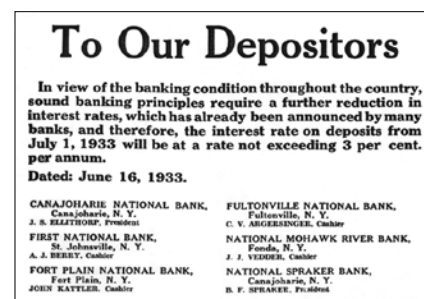 To Our Depositors
In view of the banking condition throughout the country,
sound banking principles require a further reduction in
interest rates, which has already been announced by many
banks, and therefore, the interest rate on deposits from
July 1, 1933 will be at a rate not exceeding 3 per cent.
per annum.
Dated: June 16, 1933.
CANAJOHARIE NATIONAL BANK,
Canajoharie, N. Y.
J. S. ELLITHORP, President
FIRST NATIONAL BANK,
St. Johnsville, N. Y.
A. J. BERRY, Cashier
FORT PLAIN NATIONAL BANK,
Fort Plain, N. Y.
JOHN KATTLER, Cashier
FULTONVILLE NATIONAL BANK,
Fultonville, N. Y.
C. V. ARGERSINGER, Cashier
NATIONAL MOHAWK RIVER BANK,
Fonda, N. Y.
J. J. VEDDER, Cashier
NATIONAL SPRAKER BANK,
Canajoharie, N. Y.
B. F. SPRAKER, President